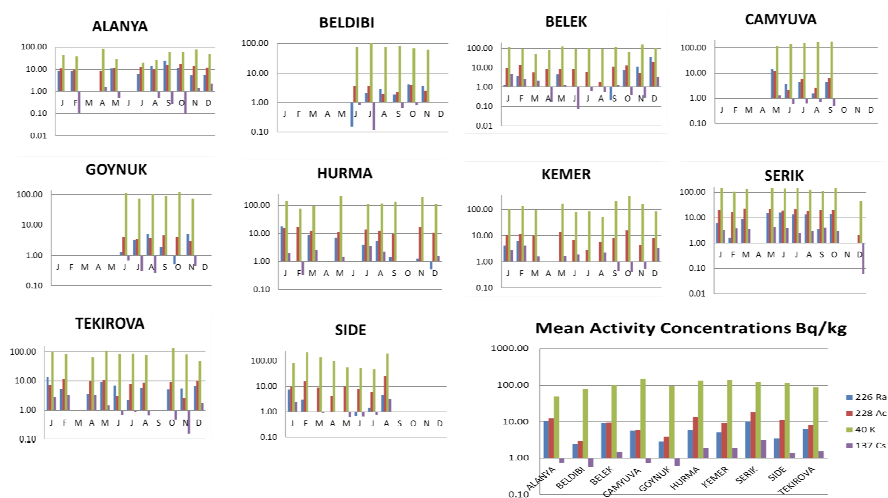 ALANYA
100.00
10.00
1.00
0.10
0.01
J F M A M J J A S O N D
BELDIBI
100.00
10.00
1.00
0.10
J F M A M J J A S O N D
BELEK
100.00
10.00
1.00
0.10
0.01
J F M A M J J A S O N D
CAMYUVA
100.00
10.00
1.00
0.10
J F M A M J J A S O N D
GOYNUK
100.00
10.00
1.00
0.10
J F M A M J J A S O N D
HURMA
100.00
10.00
1.00
0.10
J F M A M J J A S O N D
KEMER
100.00
10.00
1.00
0.10
J F M A M J J A S O N D
SERIK
100.00
10.00
1.00
0.10
0.01
J F M A M J J A S O N D
TEKIROVA
100.00
10.00
1.00
0.10
J F M A M J J A S O N D
SIDE
100.00
10.00
1.00
0.10
J F M A M J J A S O N D
Mean Activity Concentrations Bq/kg
1000.00
100.00
10.00
1.00
0.10
ALANYA BELDIBI BELEK CAMYUVA GOYNUK HURMA KEMER SERIK SIDE TEKIROVA
226 Ra
228 Ac
40 K
137 Cs